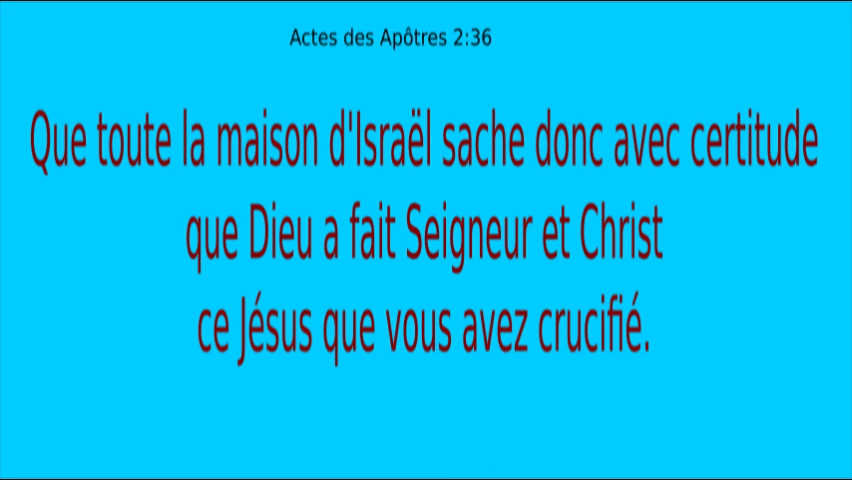 Actes des Apôtres 2:36
Que toute la maison d'Israël sache donc avec certitude
que Dieu a fait Seigneur et Christ
ce Jésus que vous avez crucifié.